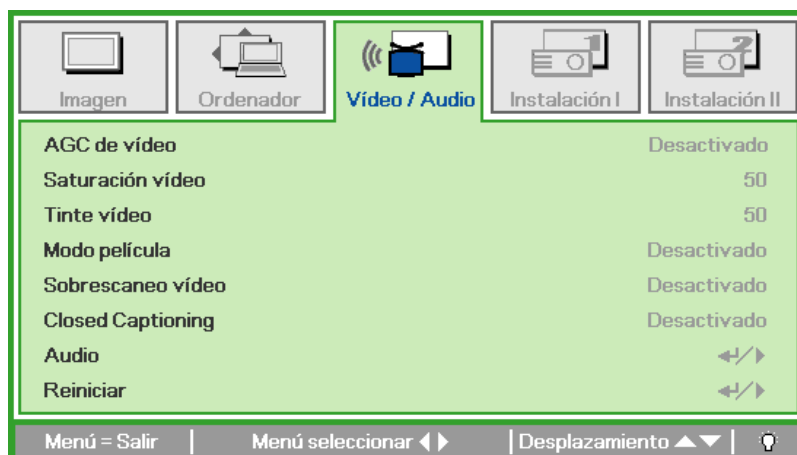 Imagen Ordenador Vídeo / Audio Instalación I Instalación II
AGC de vídeo Desactivado
Saturación vídeo 50
Tinte vídeo 50
Modo película Desactivado
Sobrescaneo vídeo Desactivado
Closed Captioning Desactivado
Audio
Reiniciar
Menú = Salir Menú seleccionar Desplazamiento